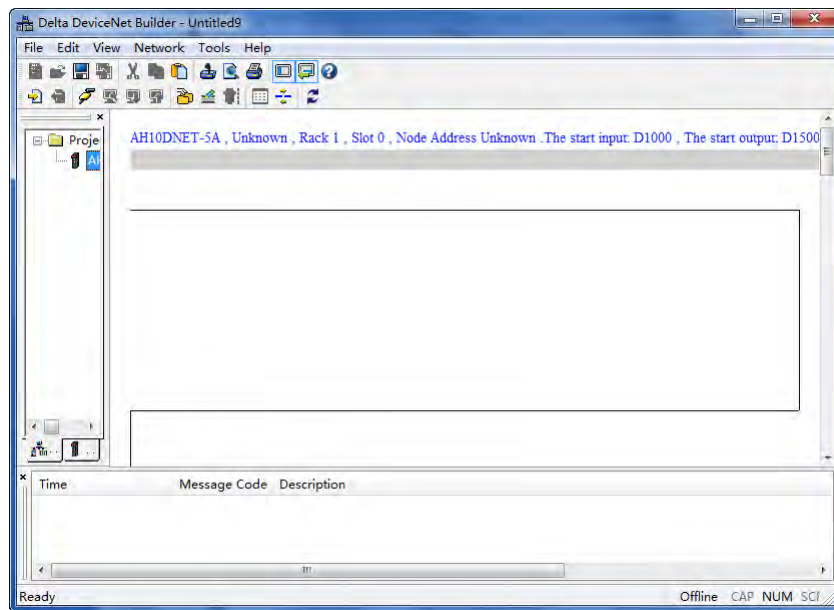 Delta DeviceNet Builder - Untitled9
File Edit View Network Tools Help
Proje
AH10DNET-5A , Unknown , Rack 1 , Slot 0 , Node Address Unknown .The start input: D1000 , The start output: D1500
Time Message Code Description
Ready Offline CAP NUM